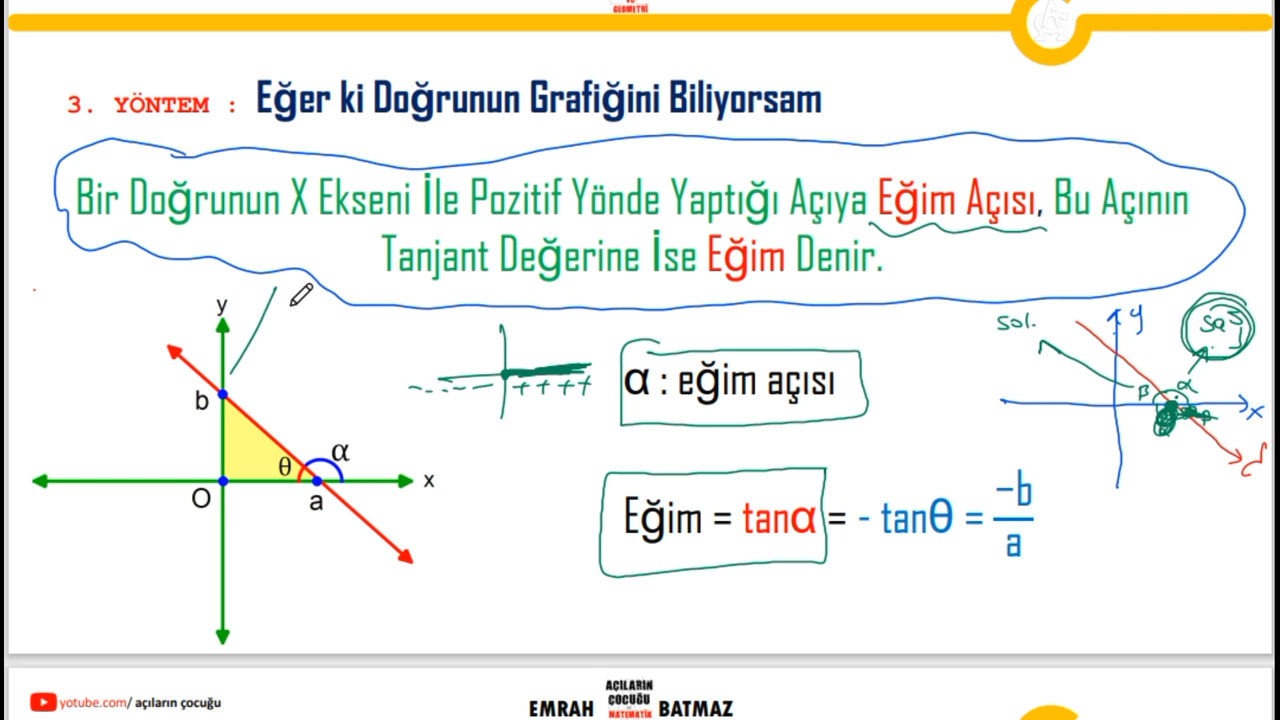 VE
GEOMETRİ
3. YÖNTEM : Eğer ki Doğrunun Grafiğini Biliyorsam
Bir Doğrunun X Ekseni İle Pozitif Yönde Yaptığı Açıya Eğim Açısı, Bu Açının
Tanjant Değerine İse Eğim Denir.
y
b
θ
α
x
O
a
- - - - - + + + +
α : eğim açısı
Eğim = tanα = - tanθ = -b/a
sol.
y
sağ
β
α
x
d
yotube.com/ açıların çocuğu
EMRAH
AÇILARIN
ÇOCUĞU
MATEMATİK
BATMAZ